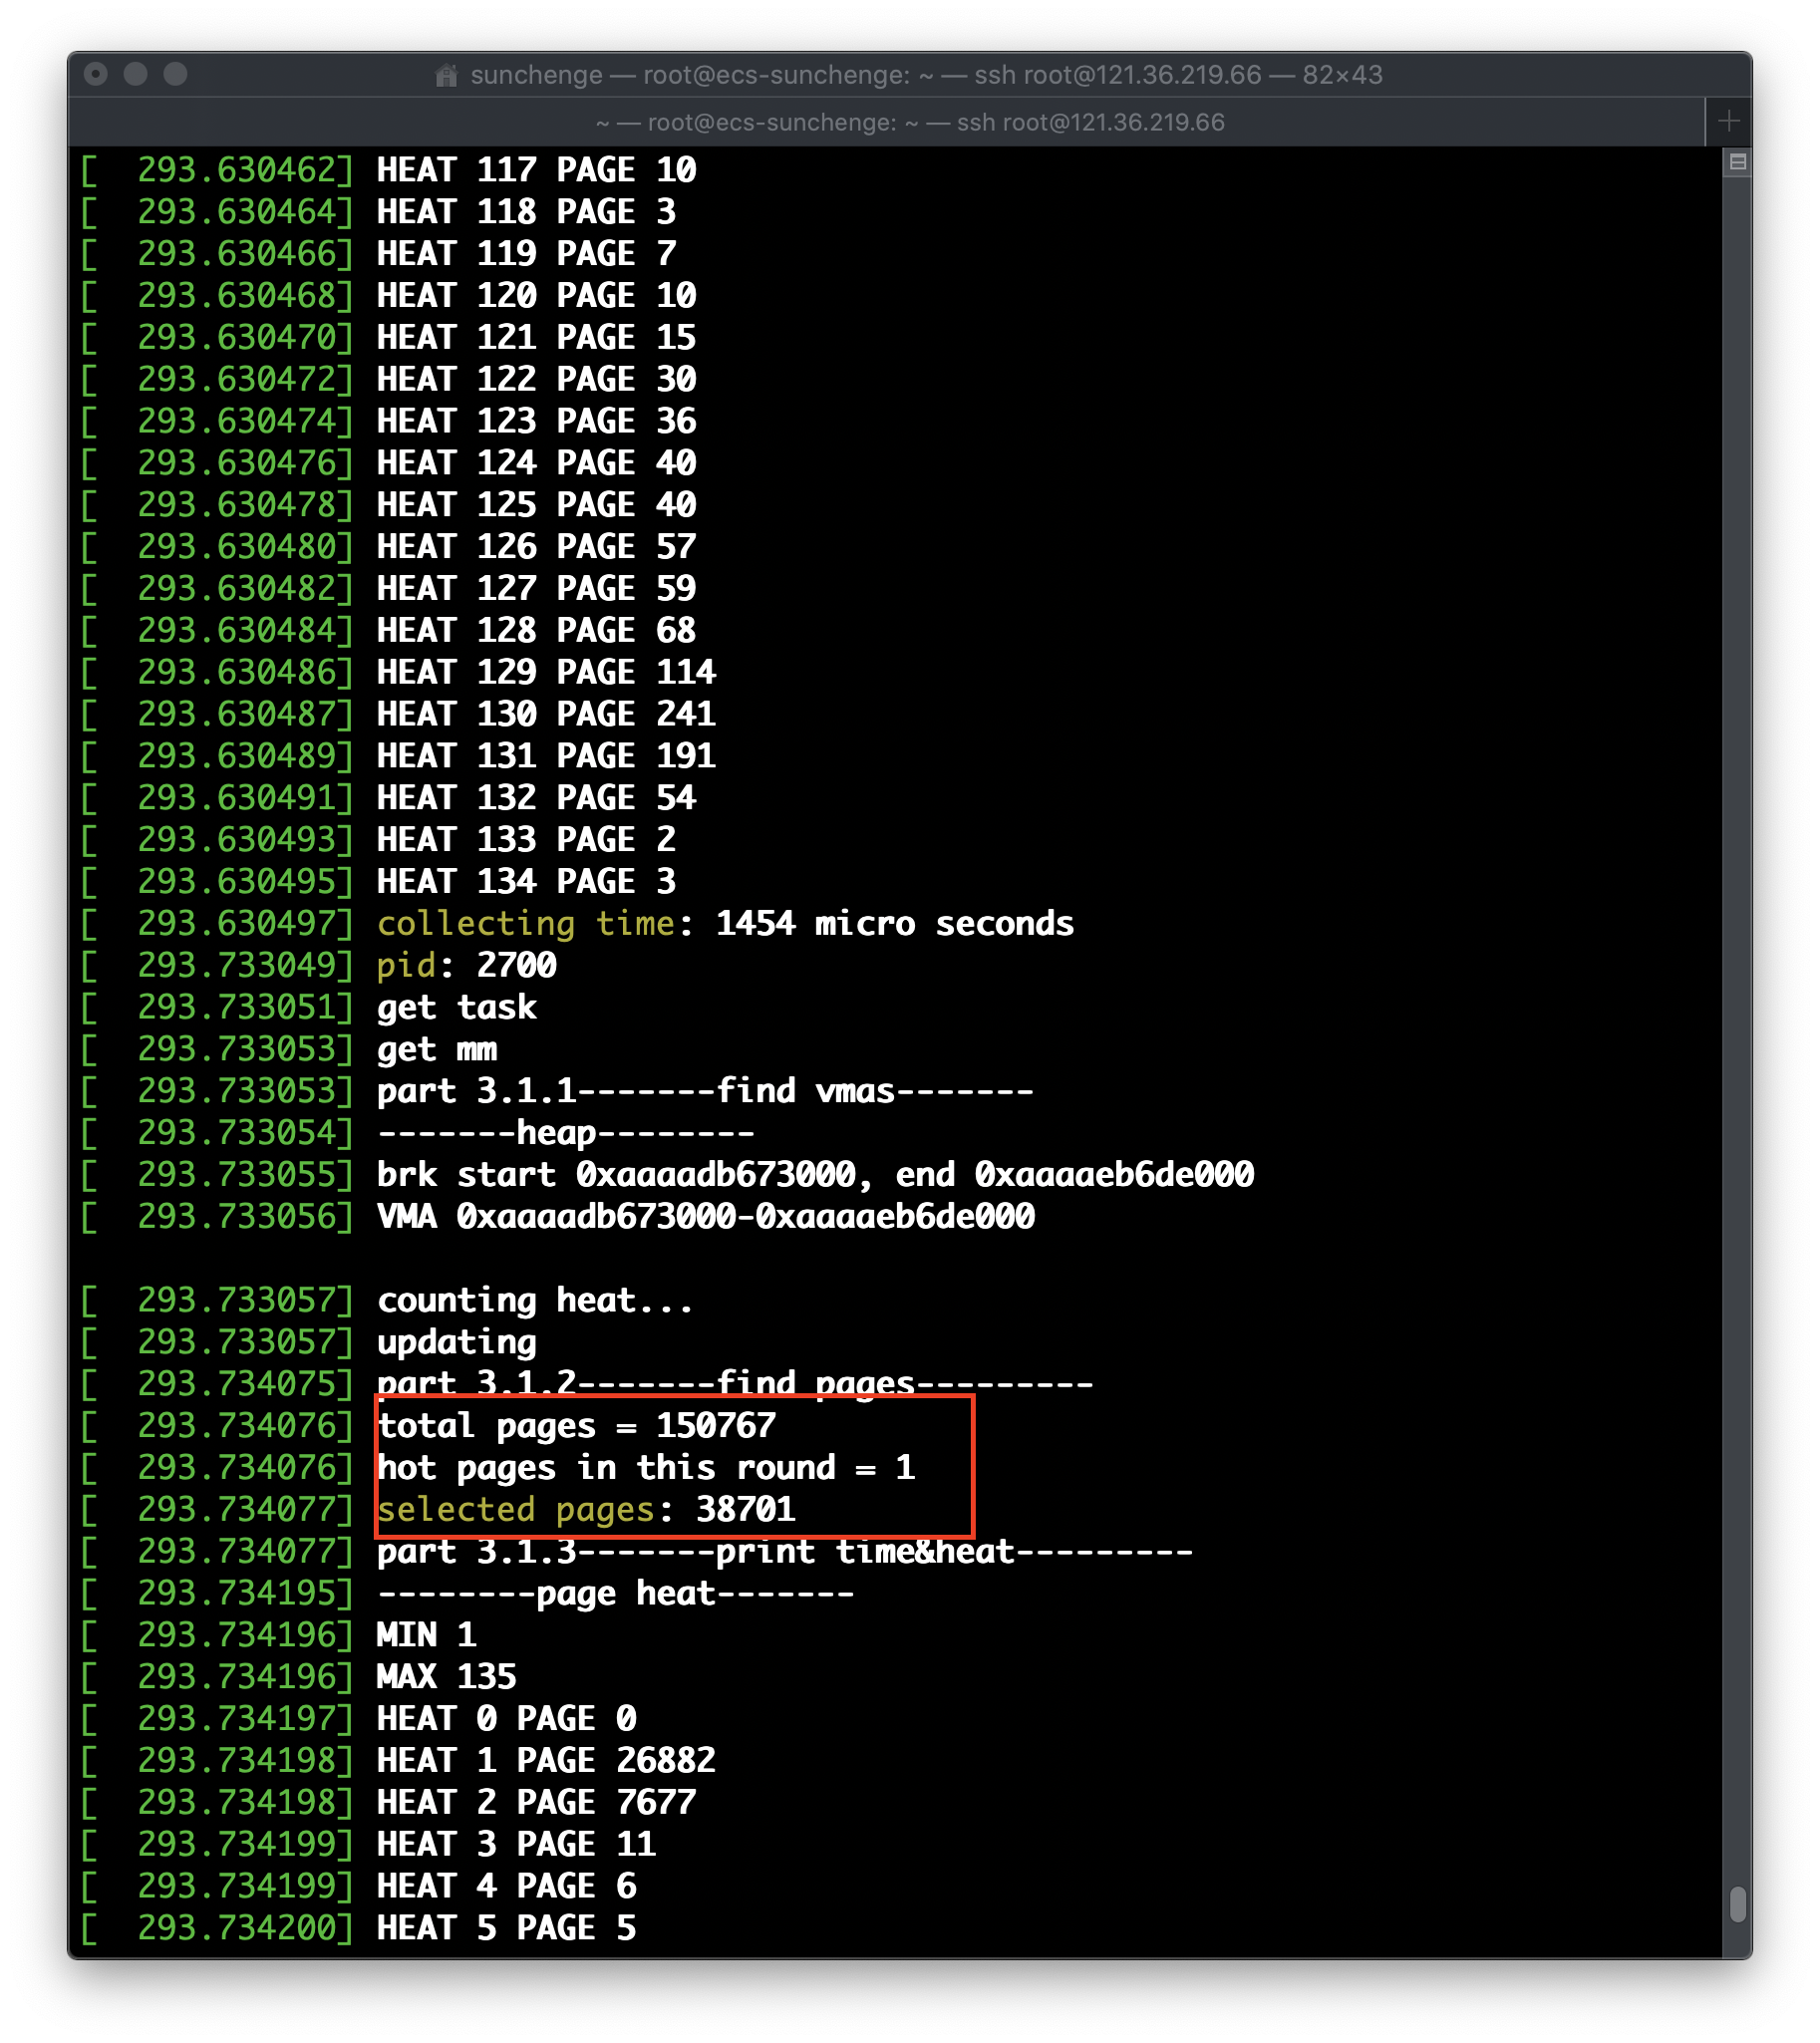 sunchenge — root@ecs-sunchenge: ~ — ssh root@121.36.219.66 — 82×43
~ — root@ecs-sunchenge: ~ — ssh root@121.36.219.66
[  293.630462] HEAT 117 PAGE 10
[  293.630464] HEAT 118 PAGE 3
[  293.630466] HEAT 119 PAGE 7
[  293.630468] HEAT 120 PAGE 10
[  293.630470] HEAT 121 PAGE 15
[  293.630472] HEAT 122 PAGE 30
[  293.630474] HEAT 123 PAGE 36
[  293.630476] HEAT 124 PAGE 40
[  293.630478] HEAT 125 PAGE 40
[  293.630480] HEAT 126 PAGE 57
[  293.630482] HEAT 127 PAGE 59
[  293.630484] HEAT 128 PAGE 68
[  293.630486] HEAT 129 PAGE 114
[  293.630487] HEAT 130 PAGE 241
[  293.630489] HEAT 131 PAGE 191
[  293.630491] HEAT 132 PAGE 54
[  293.630493] HEAT 133 PAGE 2
[  293.630495] HEAT 134 PAGE 3
[  293.630497] collecting time: 1454 micro seconds
[  293.733049] pid: 2700
[  293.733051] get task
[  293.733053] get mm
[  293.733053] part 3.1.1-------find vmas-------
[  293.733054] -------heap--------
[  293.733055] brk start 0xaaaadb673000, end 0xaaaaeb6de000
[  293.733056] VMA 0xaaaadb673000-0xaaaaeb6de000
[  293.733057] counting heat...
[  293.733057] updating
[  293.734075] part 3.1.2-------find pages---------
[  293.734076] total pages = 150767
[  293.734076] hot pages in this round = 1
[  293.734077] selected pages: 38701
[  293.734077] part 3.1.3-------print time&heat---------
[  293.734195] --------page heat-------
[  293.734196] MIN 1
[  293.734196] MAX 135
[  293.734197] HEAT 0 PAGE 0
[  293.734198] HEAT 1 PAGE 26882
[  293.734198] HEAT 2 PAGE 7677
[  293.734199] HEAT 3 PAGE 11
[  293.734199] HEAT 4 PAGE 6
[  293.734200] HEAT 5 PAGE 5